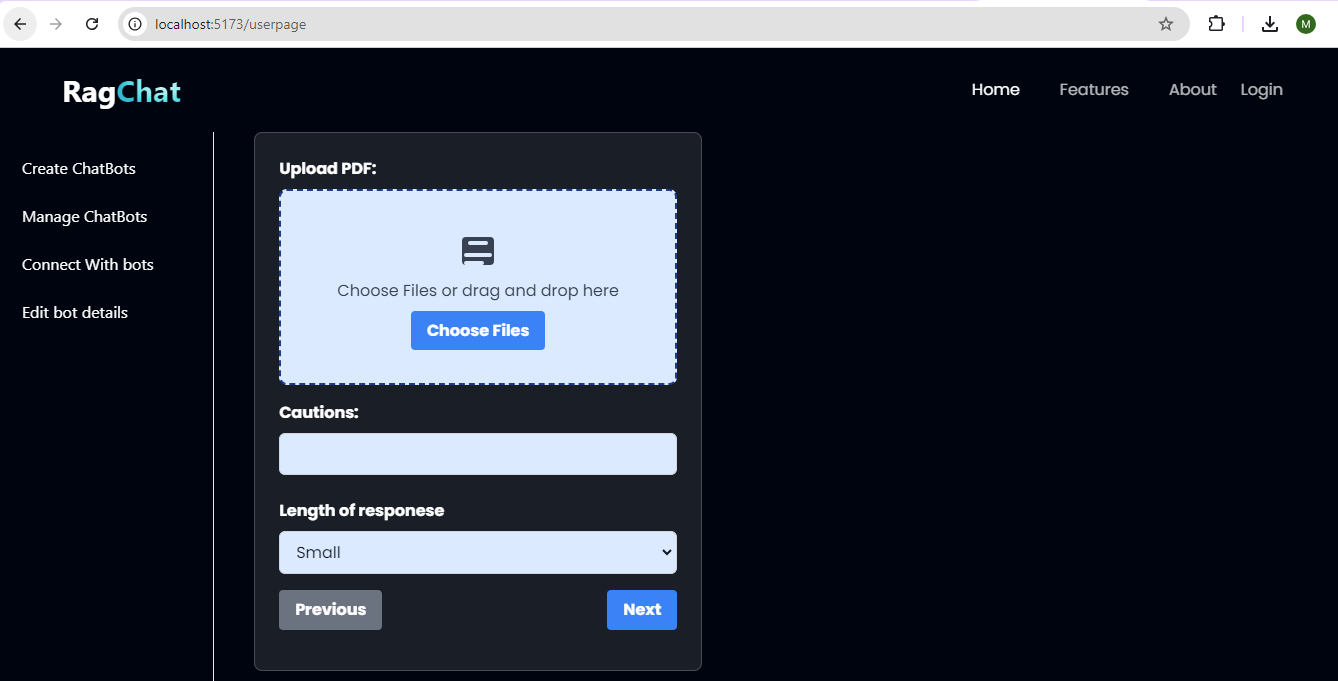 localhost:5173/userpage
M
RagChat
Home Features About Login
Create ChatBots
Manage ChatBots
Connect With bots
Edit bot details
Upload PDF:
Choose Files or drag and drop here
Choose Files
Cautions:
Length of responese
Small
Previous Next